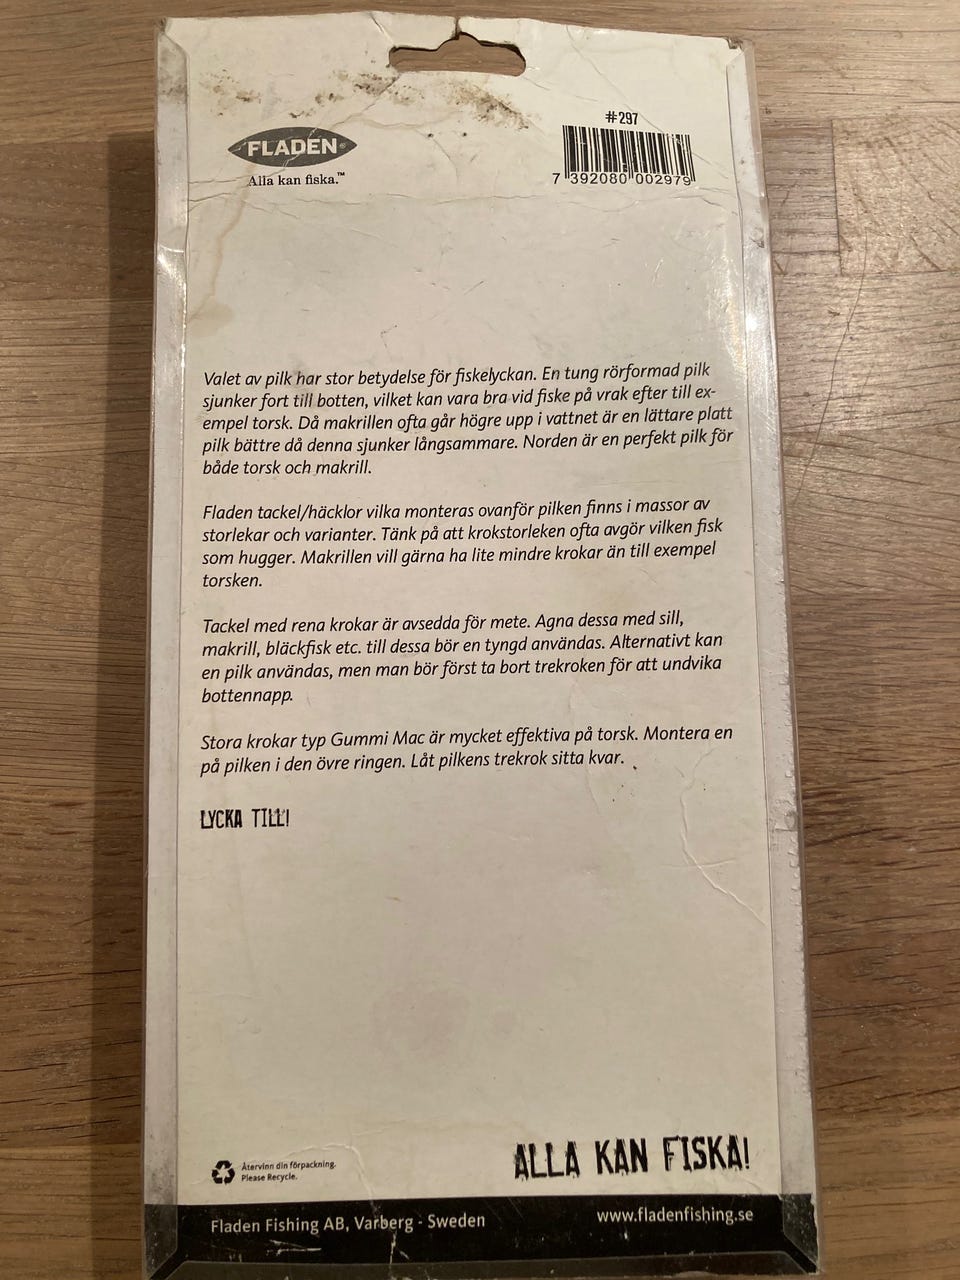 #297
FLADEN®
Alla kan fiska.™
7 392080 002979
Valet av pilk har stor betydelse för fiskelyckan. En tung rörformad pilk
sjunker fort till botten, vilket kan vara bra vid fiske på vrak efter till ex-
empel torsk. Då makrillen ofta går högre upp i vattnet är en lättare platt
pilk bättre då denna sjunker långsammare. Norden är en perfekt pilk för
både torsk och makrill.
Fladen tackel/häcklor vilka monteras ovanför pilken finns i massor av
storlekar och varianter. Tänk på att krokstorleken ofta avgör vilken fisk
som hugger. Makrillen vill gärna ha lite mindre krokar än till exempel
torsken.
Tackel med rena krokar är avsedda för mete. Agna dessa med sill,
makrill, bläckfisk etc. till dessa bör en tyngd användas. Alternativt kan
en pilk användas, men man bör först ta bort trekroken för att undvika
bottennapp.
Stora krokar typ Gummi Mac är mycket effektiva på torsk. Montera en
på pilken i den övre ringen. Låt pilkens trekrok sitta kvar.
LYCKA TILL!
ALLA KAN FISKA!
Återvinn din förpackning.
Please Recycle.
Fladen Fishing AB, Varberg - Sweden
www.fladenfishing.se